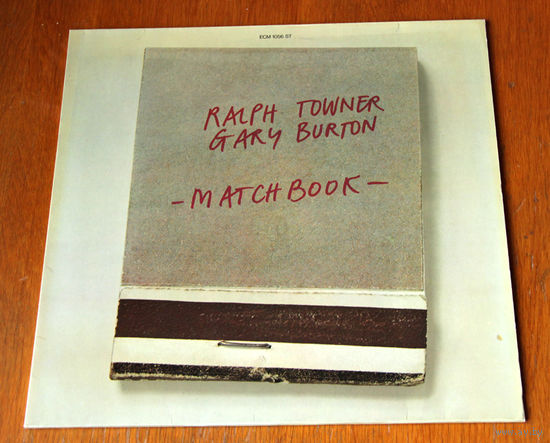 ECM 1056 ST
RALPH TOWNER
GARY BURTON
-MATCHBOOK-